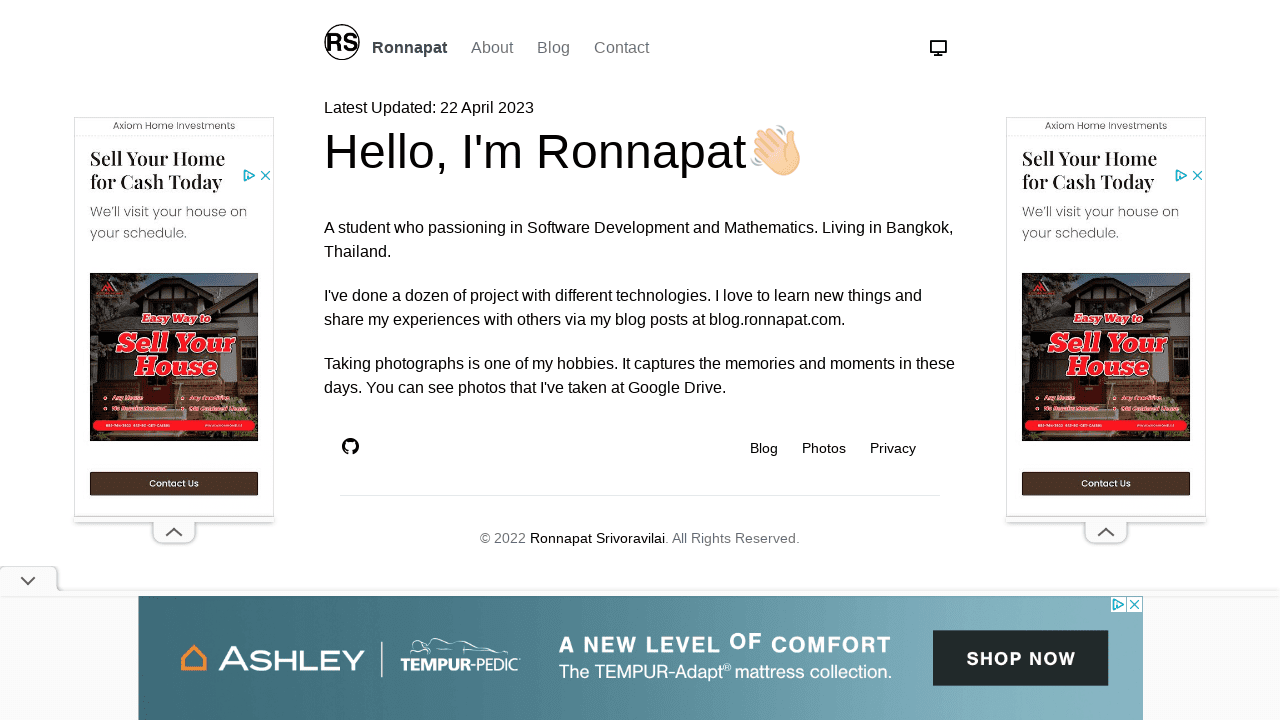 RS
Ronnapat About Blog Contact
Latest Updated: 22 April 2023
Hello, I'm Ronnapat
A student who passioning in Software Development and Mathematics. Living in Bangkok,
Thailand.
I've done a dozen of project with different technologies. I love to learn new things and
share my experiences with others via my blog posts at blog.ronnapat.com.
Taking photographs is one of my hobbies. It captures the memories and moments in these
days. You can see photos that I've taken at Google Drive.
Blog Photos Privacy
© 2022 Ronnapat Srivoravilai. All Rights Reserved.
Axiom Home Investments
Sell Your Home
for Cash Today
We'll visit your house on
your schedule.
Easy Way to
Sell Your
House
Any House
Contact Us
Axiom Home Investments
Sell Your Home
for Cash Today
We'll visit your house on
your schedule.
Easy Way to
Sell Your
House
Any House
Contact Us
ASHLEY
TEMPUR-PEDIC
A NEW LEVEL OF COMFORT
The TEMPUR-Adapt® mattress collection.
SHOP NOW